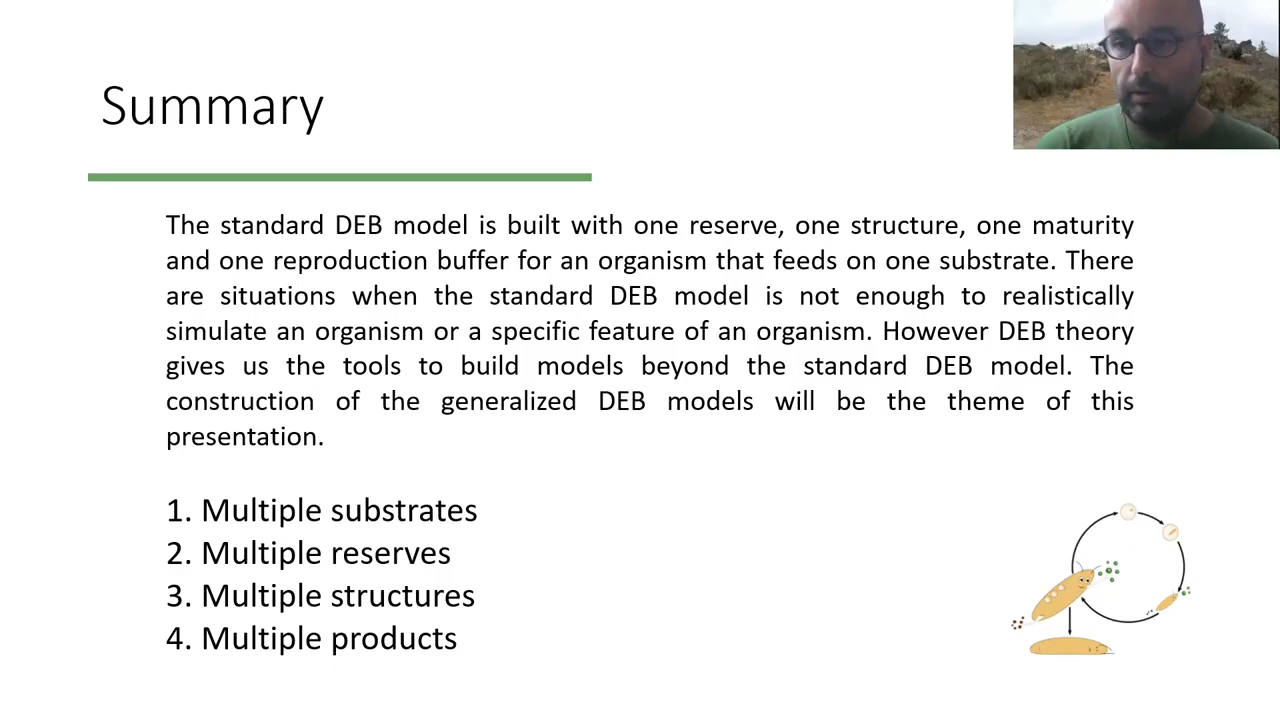 Summary
The standard DEB model is built with one reserve, one structure, one maturity
and one reproduction buffer for an organism that feeds on one substrate. There
are situations when the standard DEB model is not enough to realistically
simulate an organism or a specific feature of an organism. However DEB theory
gives us the tools to build models beyond the standard DEB model. The
construction of the generalized DEB models will be the theme of this
presentation.
1. Multiple substrates
2. Multiple reserves
3. Multiple structures
4. Multiple products